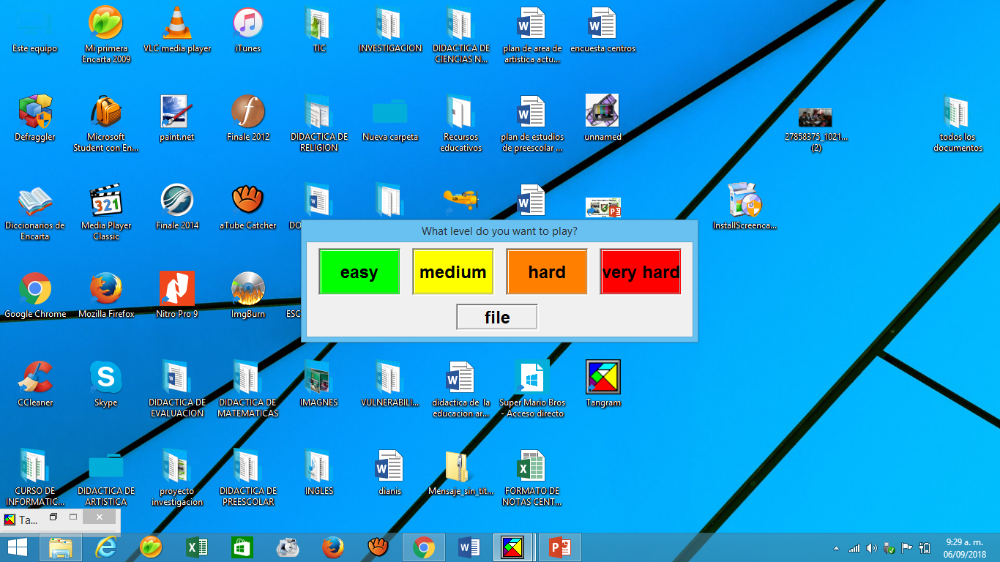 Este equipo
Mi primera
Encarta 2009
VLC media player
iTunes
TIC
INVESTIGACION
DIDACTICA DE
CIENCIAS N...
plan de area de
artistica actu...
encuesta centros
Defraggler
Microsoft
Student con En...
paint.net
Finale 2012
DIDACTICA DE
RELIGION
Nueva carpeta
Recursos
educativos
plan de estudios
de preescolar ...
unnamed
27858375_1021...
(2)
todos los
documentos
Diccionarios de
Encarta
Media Player
Classic
Finale 2014
aTube Catcher
DO
InstallScreenca...
What level do you want to play?
easy
medium
hard
very hard
file
Google Chrome
Mozilla Firefox
Nitro Pro 9
ImgBurn
ESC
CCleaner
Skype
DIDACTICA DE
EVALUACION
DIDACTICA DE
MATEMATICAS
IMAGNES
VULNERABILI...
didactica de la
educacion ar...
Super Mario Bros
- Acceso directo
Tangram
CURSO DE
INFORMATIC...
DIDACTICA DE
ARTISTICA
proyecto
investigacion
DIDACTICA DE
PREESCOLAR
INGLES
dianis
Mensaje_sin_tit...
FORMATO DE
NOTAS CENT...
Ta...
9:29 a. m.
06/09/2018